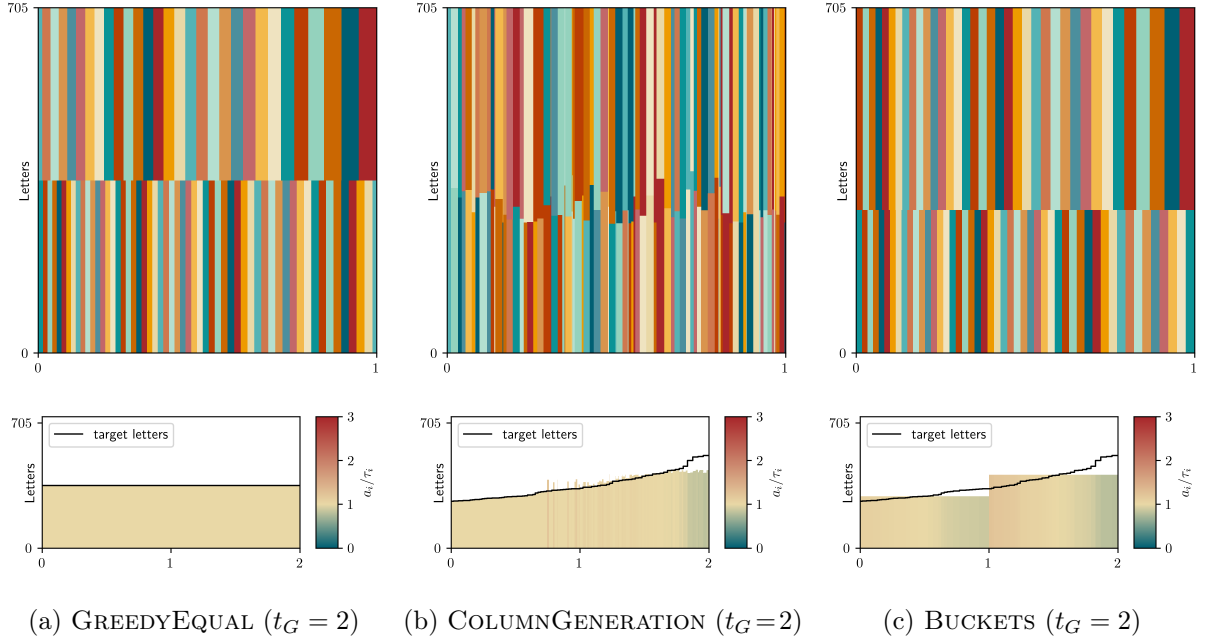 705
Letters
0
0
1
705
Letters
0
0
1
705
Letters
0
0
1
705
Letters
0
target letters
0
1
2
3
2
1
0
a_i/τ_i
705
Letters
0
target letters
0
1
2
3
2
1
0
a_i/τ_i
705
Letters
0
target letters
0
1
2
3
2
1
0
a_i/τ_i
(a) GREEDYEQUAL (t_G = 2)
(b) COLUMNGENERATION (t_G = 2)
(c) BUCKETS (t_G = 2)